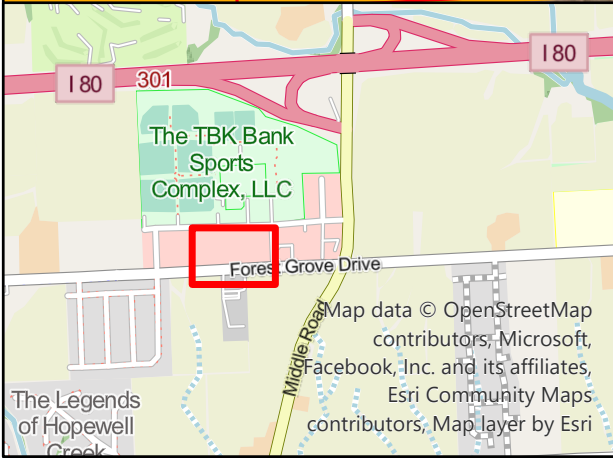 I 80
I 80
301
The TBK Bank
Sports
Complex, LLC
Forest Grove Drive
Middle Road
Map data © OpenStreetMap
contributors, Microsoft,
Facebook, Inc. and its affiliates,
Esri Community Maps
contributors, Map layer by Esri
The Legends
of Hopewell
Creek